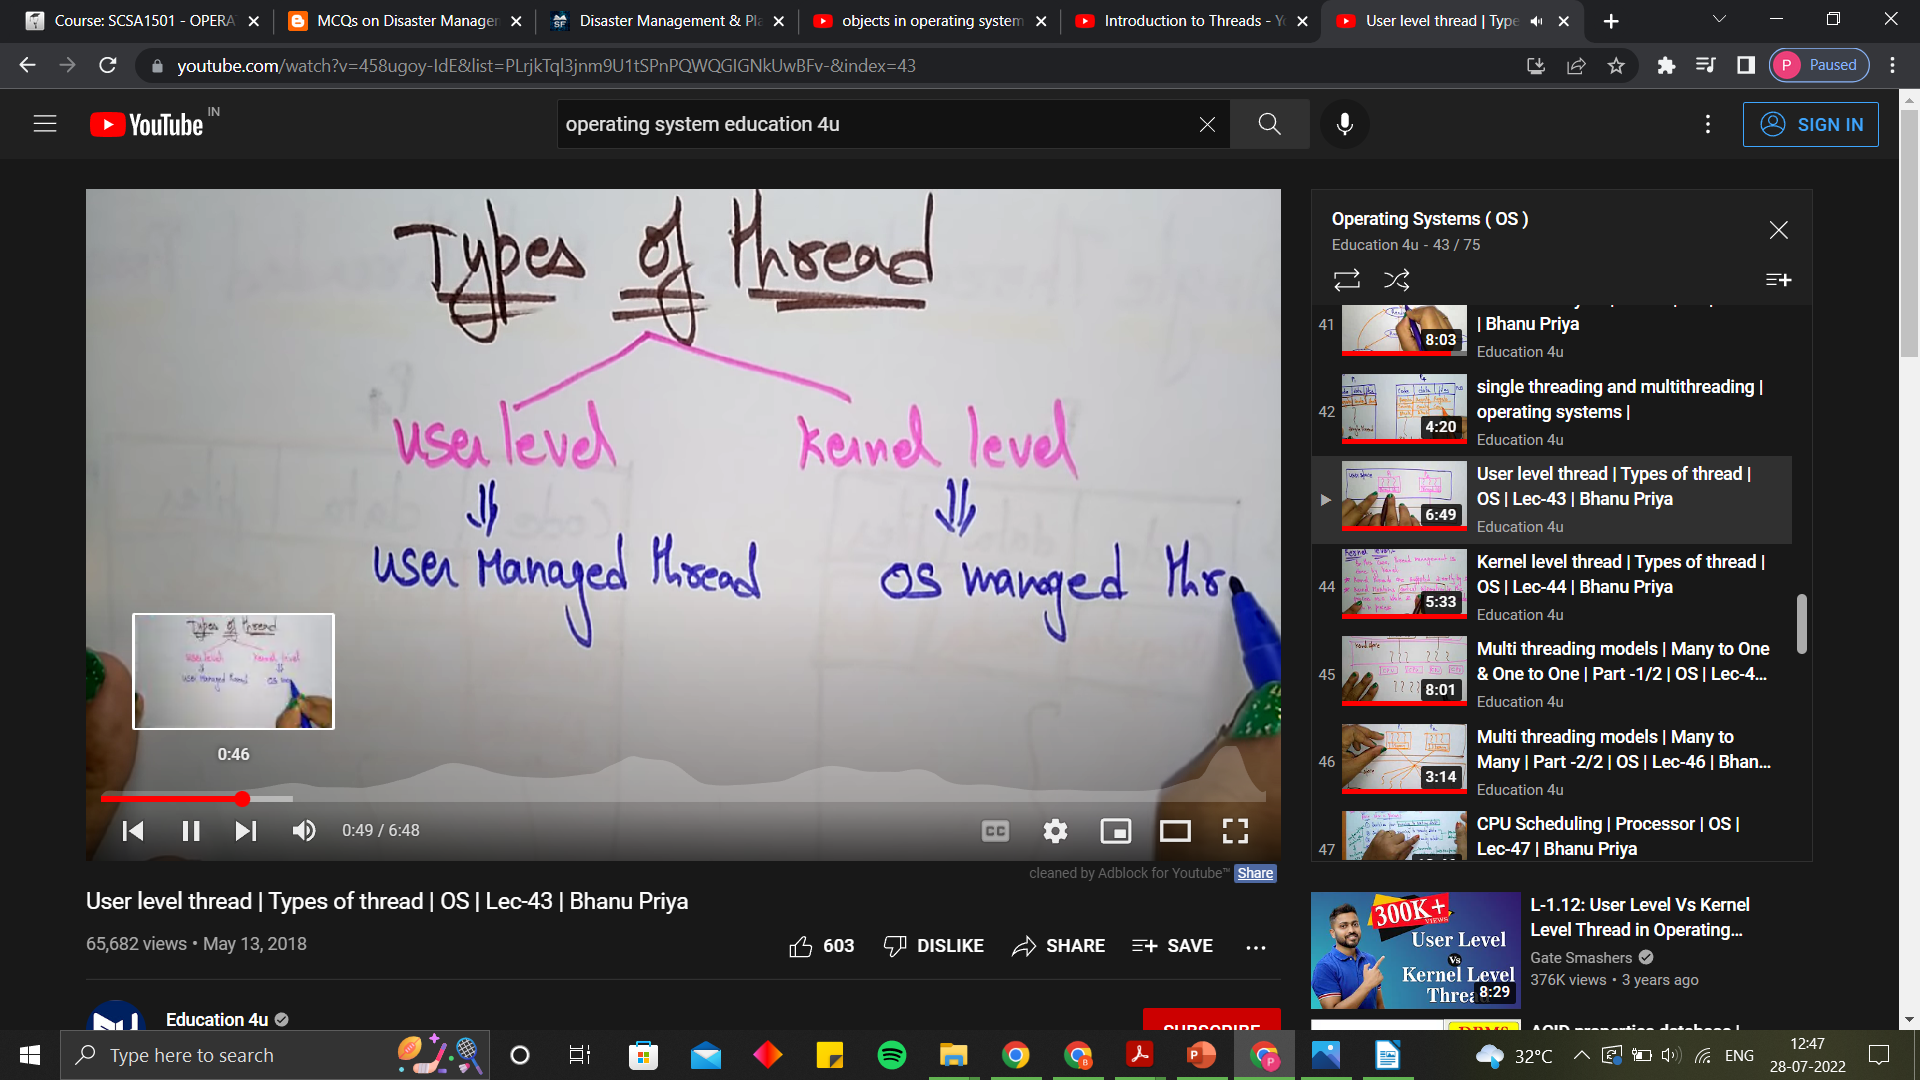 Course: SCSA1501 - OPERA
MCQs on Disaster Managem
Disaster Management & Pla
objects in operating system
Introduction to Threads - Y
User level thread | Type
youtube.com/watch?v=458ugoy-IdE&list=PLrjkTql3jnm9U1tSPnPQWQGIGNkUwBFv-&index=43
P Paused
YouTube IN
operating system education 4u
SIGN IN
Types of thread
user level kernel level
user Managed thread os manged thr
0:46
0:49 / 6:48
CC
cleaned by Adblock for Youtube™ Share
User level thread | Types of thread | OS | Lec-43 | Bhanu Priya
65,682 views • May 13, 2018
603 DISLIKE SHARE SAVE
Education 4u
SUBSCRIBE
Operating Systems ( OS )
Education 4u - 43 / 75
41
8:03
| Bhanu Priya
Education 4u
42
4:20
single threading and multithreading |
operating systems |
Education 4u
6:49
User level thread | Types of thread |
OS | Lec-43 | Bhanu Priya
Education 4u
44
5:33
Kernel level thread | Types of thread |
OS | Lec-44 | Bhanu Priya
Education 4u
45
8:01
Multi threading models | Many to One
& One to One | Part -1/2 | OS | Lec-4...
Education 4u
46
3:14
Multi threading models | Many to
Many | Part -2/2 | OS | Lec-46 | Bhan...
Education 4u
47
CPU Scheduling | Processor | OS |
Lec-47 | Bhanu Priya
300K+
VIEWS
User Level
Vs
Kernel Level
Thread
8:29
L-1.12: User Level Vs Kernel
Level Thread in Operating...
Gate Smashers
376K views • 3 years ago
DBMS
ACID properties database |
Type here to search
32°C
ENG
12:47
28-07-2022